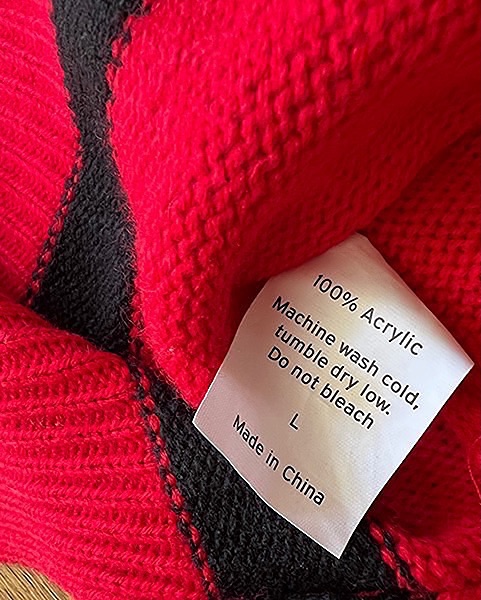 100% Acrylic
Machine wash cold,
tumble dry low.
Do not bleach
L
Made in China